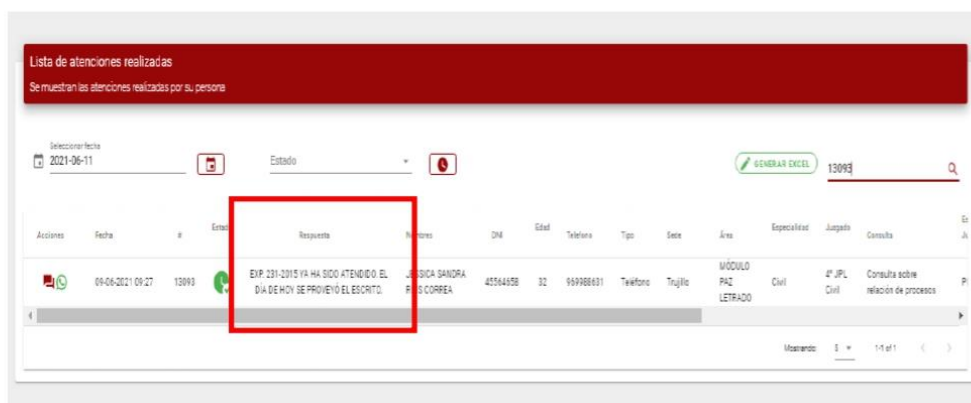 Lista de atenciones realizadas
Se muestran las atenciones realizadas por su persona
Seleccionar fecha
2021-06-11
Estado
GENERAR EXCEL
13093
Acciones Fecha # Estad Respuesta N mbres DNI Edad Telefono Tipo Sede Área Especialidad Juzgado Consulta
09-06-2021 09:27 13093 EXP. 231-2015 YA HA SIDO ATENDIDO. EL DÍA DE HOY SE PROVEYÓ EL ESCRITO. SANDRA CORREA 45564658 32 969988631 Teléfono Trujillo MÓDULO PAZ LETRADO Civil 4° JPL Civil Consulta sobre relación de procesos
Mostrando: 5 1-1 of 1